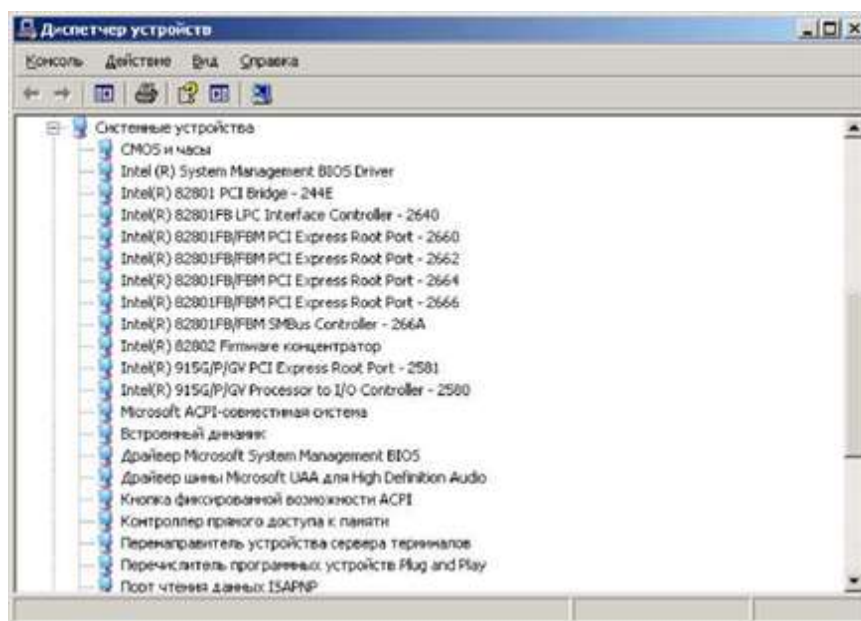 Диспетчер устройств
Консоль Действие Вид Справка
Системные устройства
CMOS и часы
Intel (R) System Management BIOS Driver
Intel(R) 82801 PCI Bridge - 244E
Intel(R) 82801FB LPC Interface Controller - 2640
Intel(R) 82801FB/FBM PCI Express Root Port - 2660
Intel(R) 82801FB/FBM PCI Express Root Port - 2662
Intel(R) 82801FB/FBM PCI Express Root Port - 2664
Intel(R) 82801FB/FBM PCI Express Root Port - 2666
Intel(R) 82801FB/FBM SMBus Controller - 266A
Intel(R) 82802 Firmware концентратор
Intel(R) 915G/P/GV PCI Express Root Port - 2581
Intel(R) 915G/P/GV Processor to I/O Controller - 2580
Microsoft ACPI-совместимая система
Встроенный динамик
Драйвер Microsoft System Management BIOS
Драйвер шины Microsoft UAA для High Definition Audio
Кнопка фиксированной возможности ACPI
Контроллер прямого доступа к памяти
Перенаправитель устройства сервера терминалов
Перечислитель программных устройств Plug and Play
Порт чтения данных ISAPNP